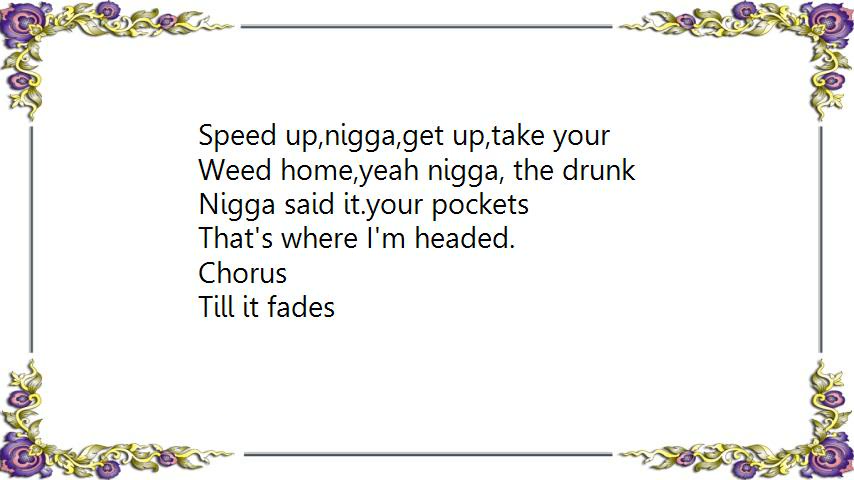 Speed up,nigga,get up,take your
Weed home,yeah nigga, the drunk
Nigga said it.your pockets
That's where I'm headed.
Chorus
Till it fades